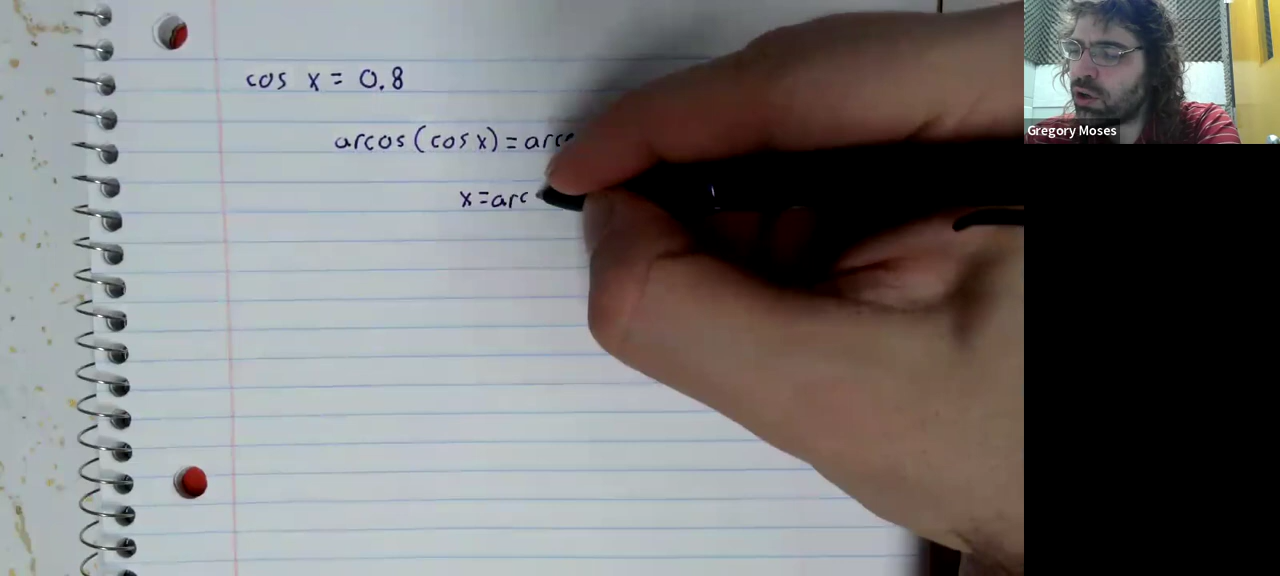 cos x = 0.8
arcos (cos x) = arc
x = arc
Gregory Moses